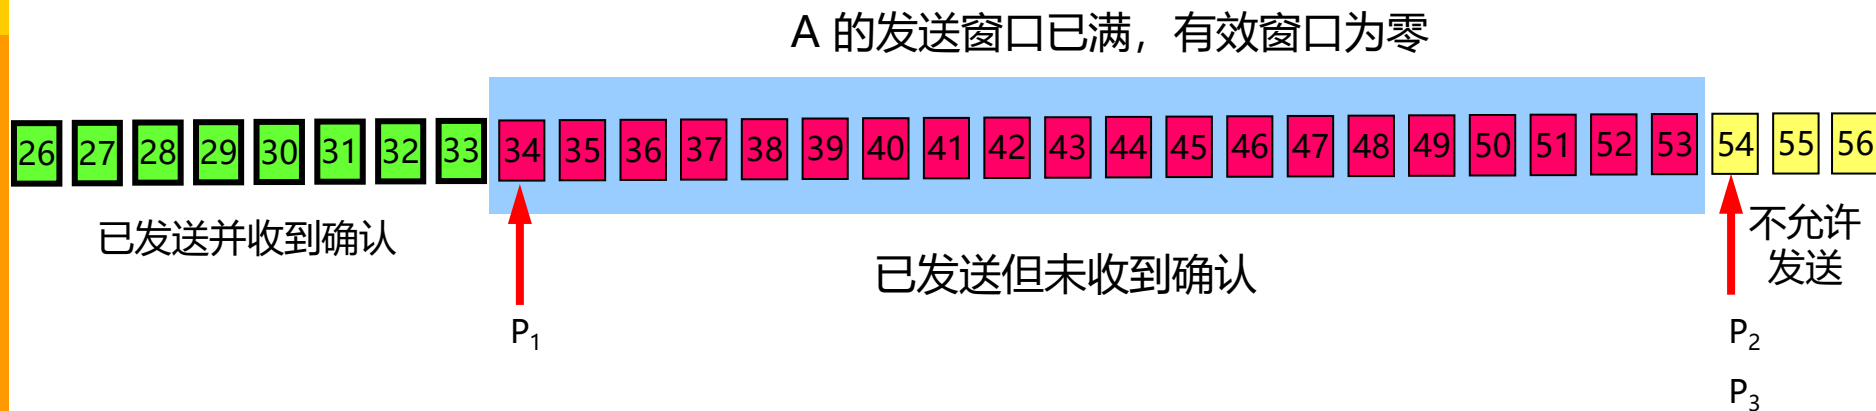 A 的发送窗口已满，有效窗口为零
26 27 28 29 30 31 32 33 34 35 36 37 38 39 40 41 42 43 44 45 46 47 48 49 50 51 52 53 54 55 56
已发送并收到确认
已发送但未收到确认
不允许
发送
P1
P2
P3